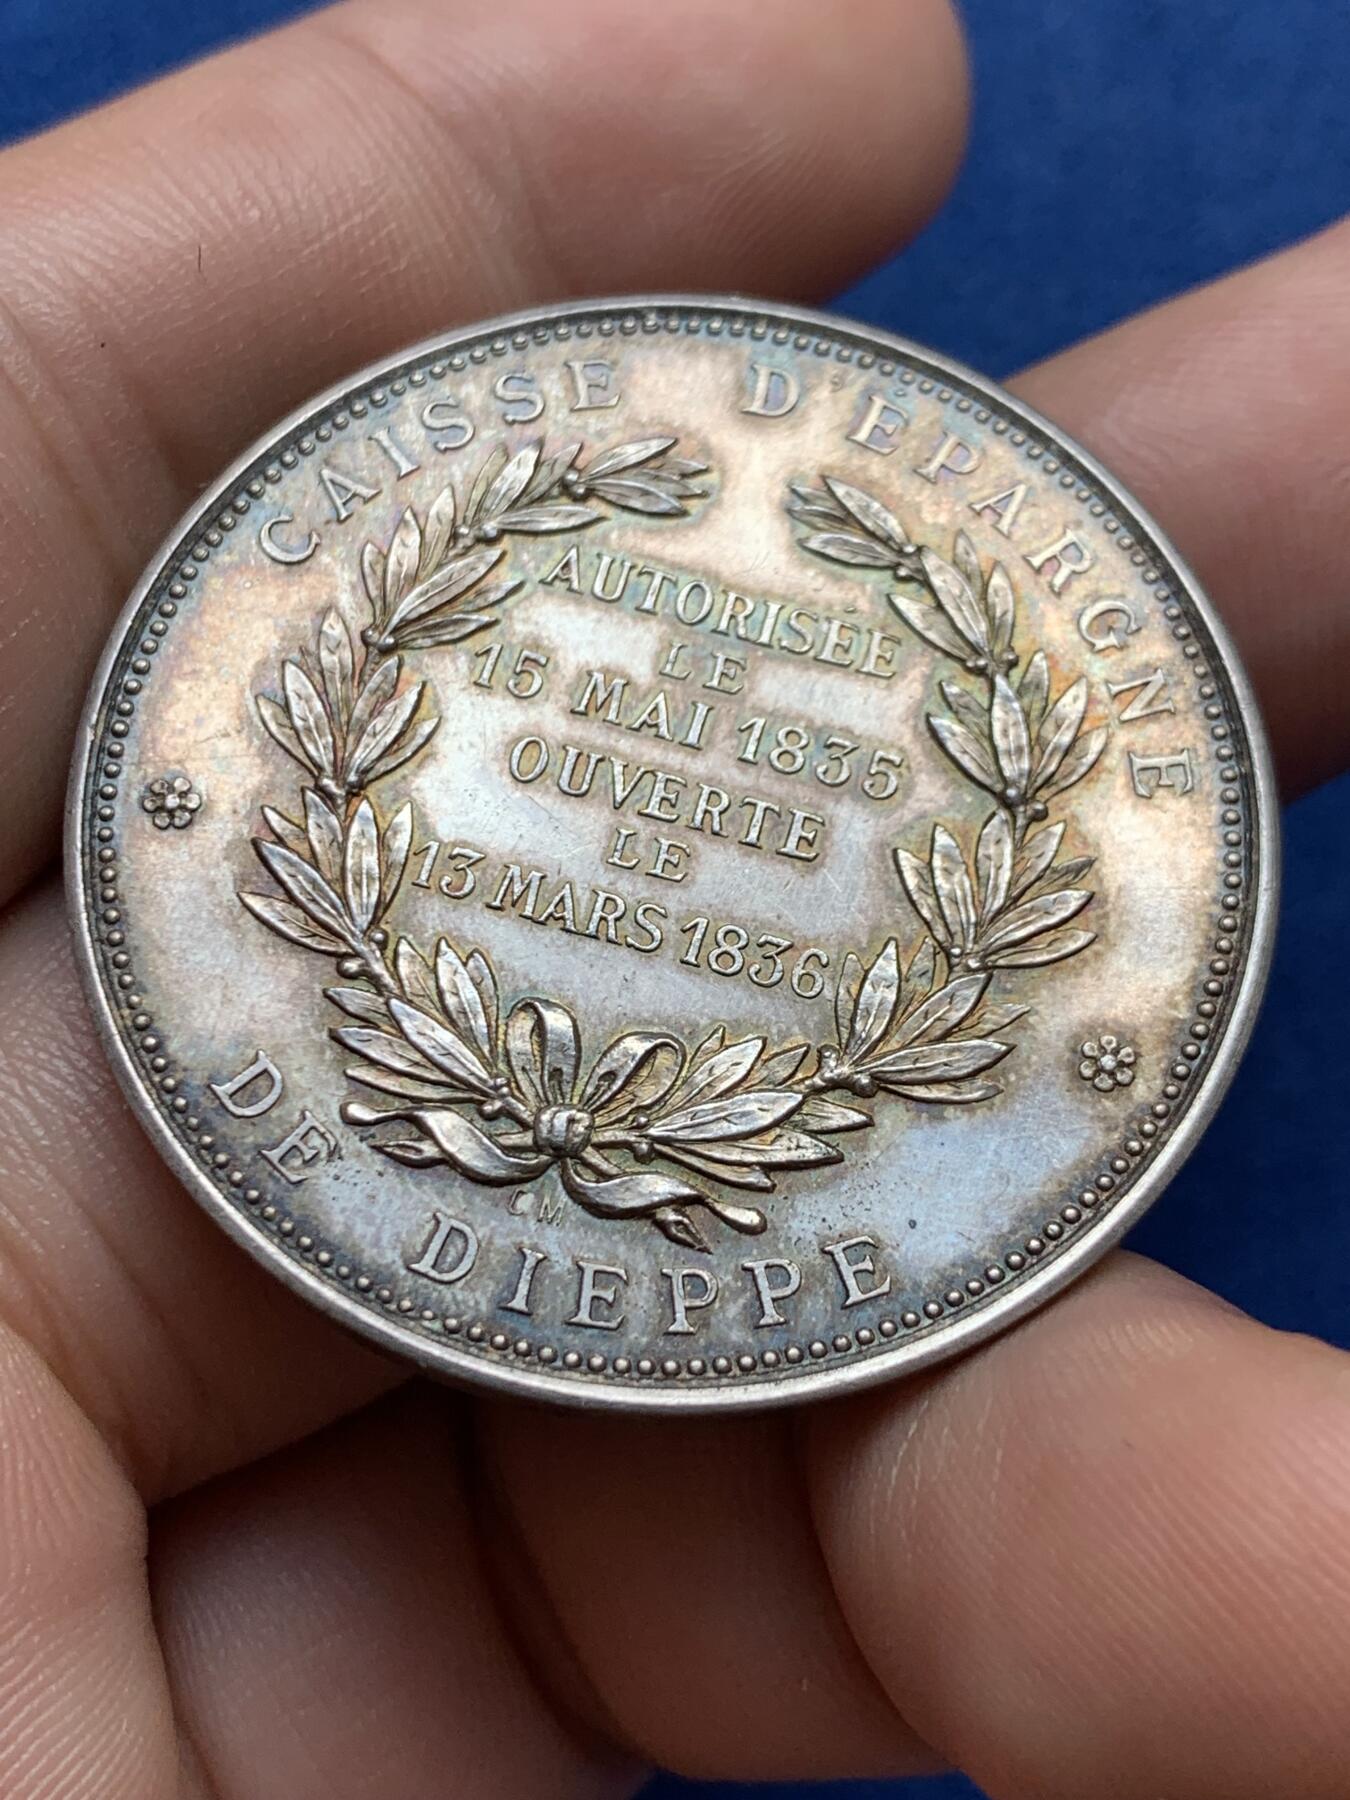 CAISSE D'ÉPARGNE
AUTORISÉE
LE
15 MAI 1835
OUVERTE
LE
13 MARS 1836
CM
DE DIEPPE